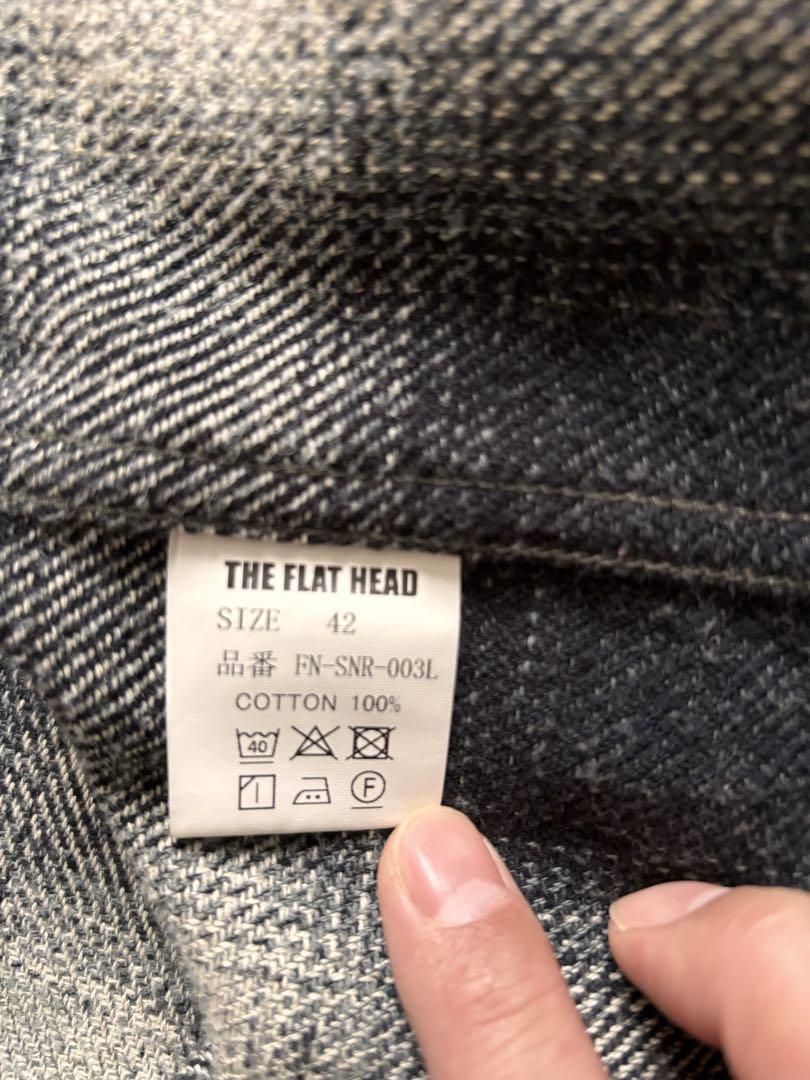 THE FLAT HEAD
SIZE 42
品番 FN-SNR-003L
COTTON 100%
40
F